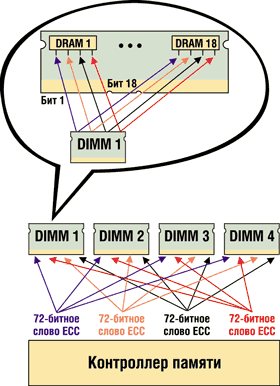 DRAM 1 ••• DRAM 18
Бит 1 Бит 18
DIMM 1
DIMM 1 DIMM 2 DIMM 3 DIMM 4
72-битное 72-битное 72-битное 72-битное
слово ECC слово ECC слово ECC слово ECC
Контроллер памяти